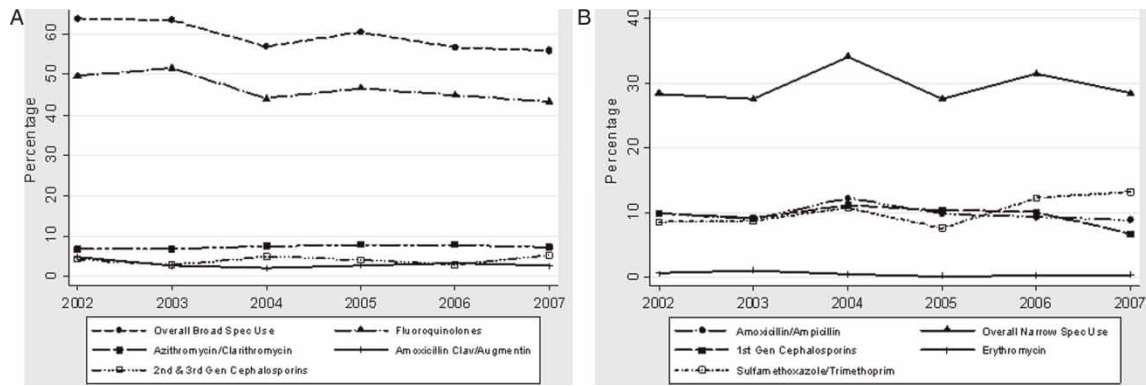 A
Percentage
60
50
40
30
20
10
0
2002 2003 2004 2005 2006 2007
Overall Broad Spec Use Fluoroquinolones
Azithromycin/Clarithromycin Amoxicillin Clav/Augmentin
2nd & 3rd Gen Cephalosporins
B
Percentage
40
30
20
10
0
2002 2003 2004 2005 2006 2007
Amoxicillin/Ampicillin Overall Narrow Spec Use
1st Gen Cephalosporins Erythromycin
Sulfamethoxazole/Trimethoprim